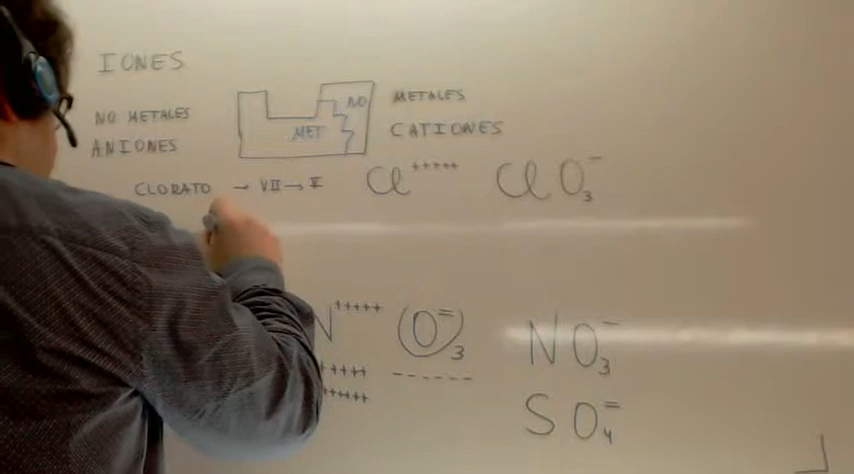 IONES
NO METALES
ANIONES
NO
MET
METALES
CATIONES
CLORATO → VII → V Cl+++++ ClO3-
N+++++ (O=)3 NO3-
------
+++++
+++++
SO4=